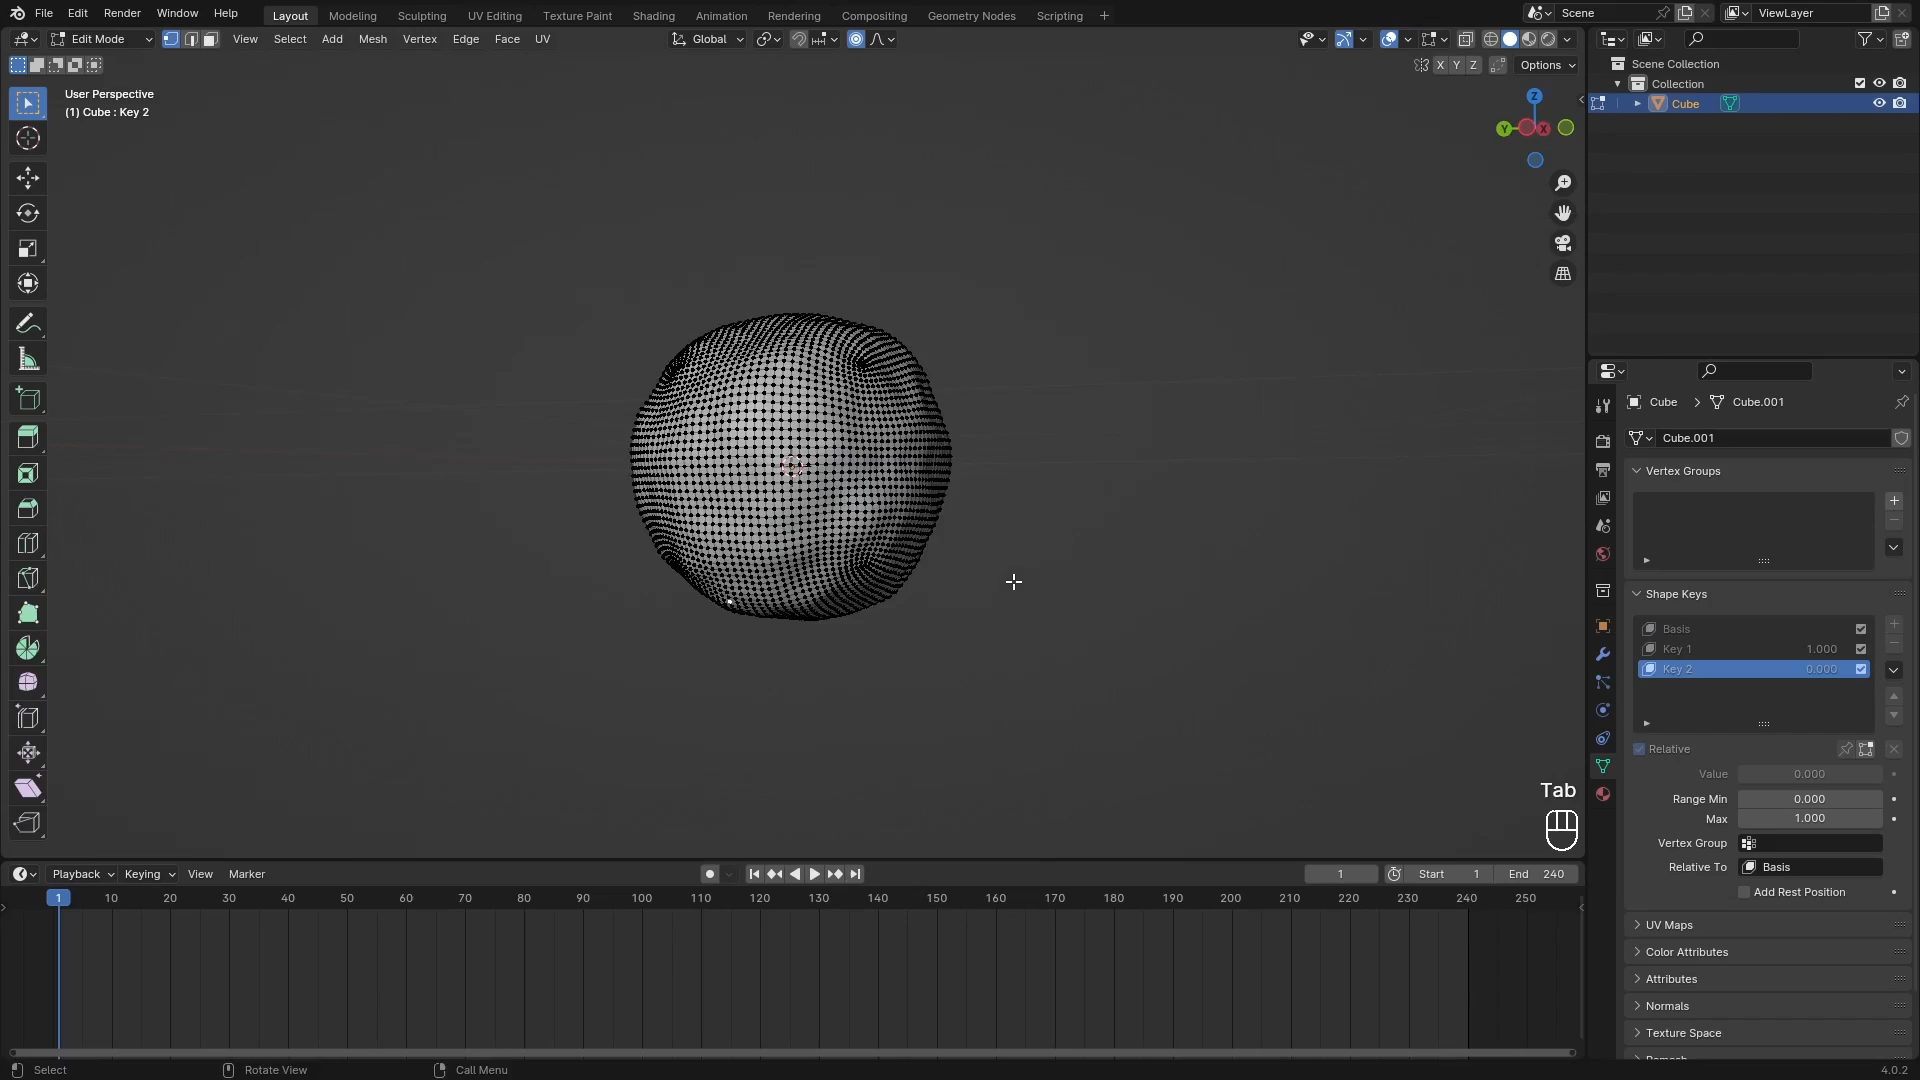 File Edit Render Window Help Layout Modeling Sculpting UV Editing Texture Paint Shading Animation Rendering Compositing Geometry Nodes Scripting + Scene ViewLayer
Edit Mode View Select Add Mesh Vertex Edge Face UV Global
X Y Z Options
User Perspective
(1) Cube : Key 2
Z
Y X
Scene Collection
Collection
Cube
Cube > Cube.001
Cube.001
Vertex Groups
Shape Keys
Basis
Key 1 1.000
Key 2 0.000
Relative
Value 0.000
Range Min 0.000
Max 1.000
Vertex Group
Relative To Basis
Add Rest Position
UV Maps
Color Attributes
Attributes
Normals
Texture Space
Remesh
Tab
Playback Keying View Marker 1 Start 1 End 240
1 10 20 30 40 50 60 70 80 90 100 110 120 130 140 150 160 170 180 190 200 210 220 230 240 250
Select Rotate View Call Menu 4.0.2